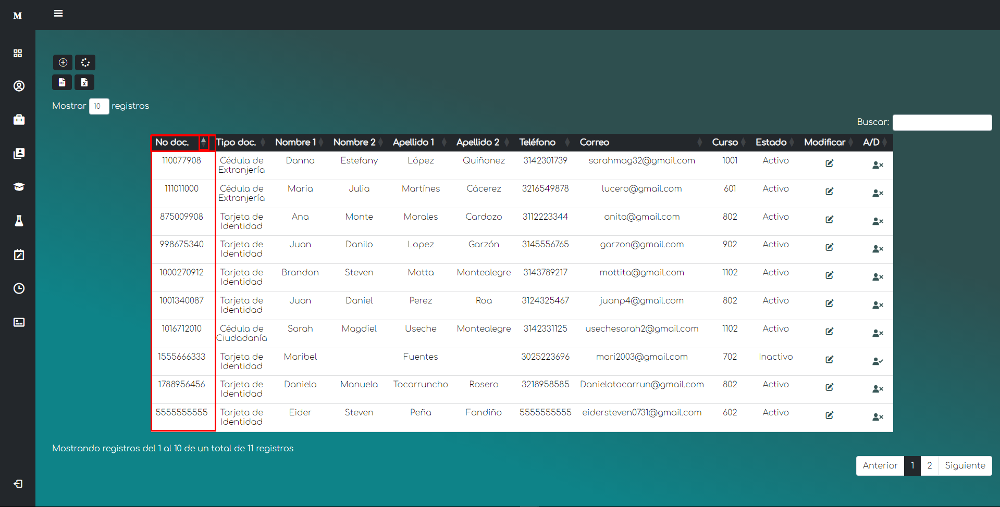 M
Mostrar 10 registros
Buscar:
No doc. Tipo doc. Nombre 1 Nombre 2 Apellido 1 Apellido 2 Teléfono Correo Curso Estado Modificar A/D
110077908 Cédula de Extranjería Danna Estefany López Quiñonez 3142301739 sarahmag32@gmail.com 1001 Activo
111011000 Cédula de Extranjería Maria Julia Martínes Cácerez 3216549878 lucero@gmail.com 601 Activo
875009908 Tarjeta de Identidad Ana Monte Morales Cardozo 3112223344 anita@gmail.com 802 Activo
998675340 Tarjeta de Identidad Juan Danilo Lopez Garzón 3145556765 garzon@gmail.com 902 Activo
1000270912 Tarjeta de Identidad Brandon Steven Motta Montealegre 3143789217 mottita@gmail.com 1102 Activo
1001340087 Tarjeta de Identidad Juan Daniel Perez Roa 3124325467 juanp4@gmail.com 802 Activo
1016712010 Cédula de Ciudadanía Sarah Magdiel Useche Montealegre 3142331125 usechesarah2@gmail.com 1102 Activo
1555666333 Tarjeta de Identidad Maribel Fuentes 3025223696 mari2003@gmail.com 702 Inactivo
1788956456 Tarjeta de Identidad Daniela Manuela Tocarruncho Rosero 3218958585 Danielatocarrun@gmail.com 802 Activo
5555555555 Tarjeta de Identidad Eider Steven Peña Fandiño 5555555555 eidersteven0731@gmail.com 602 Activo
Mostrando registros del 1 al 10 de un total de 11 registros
Anterior 1 2 Siguiente